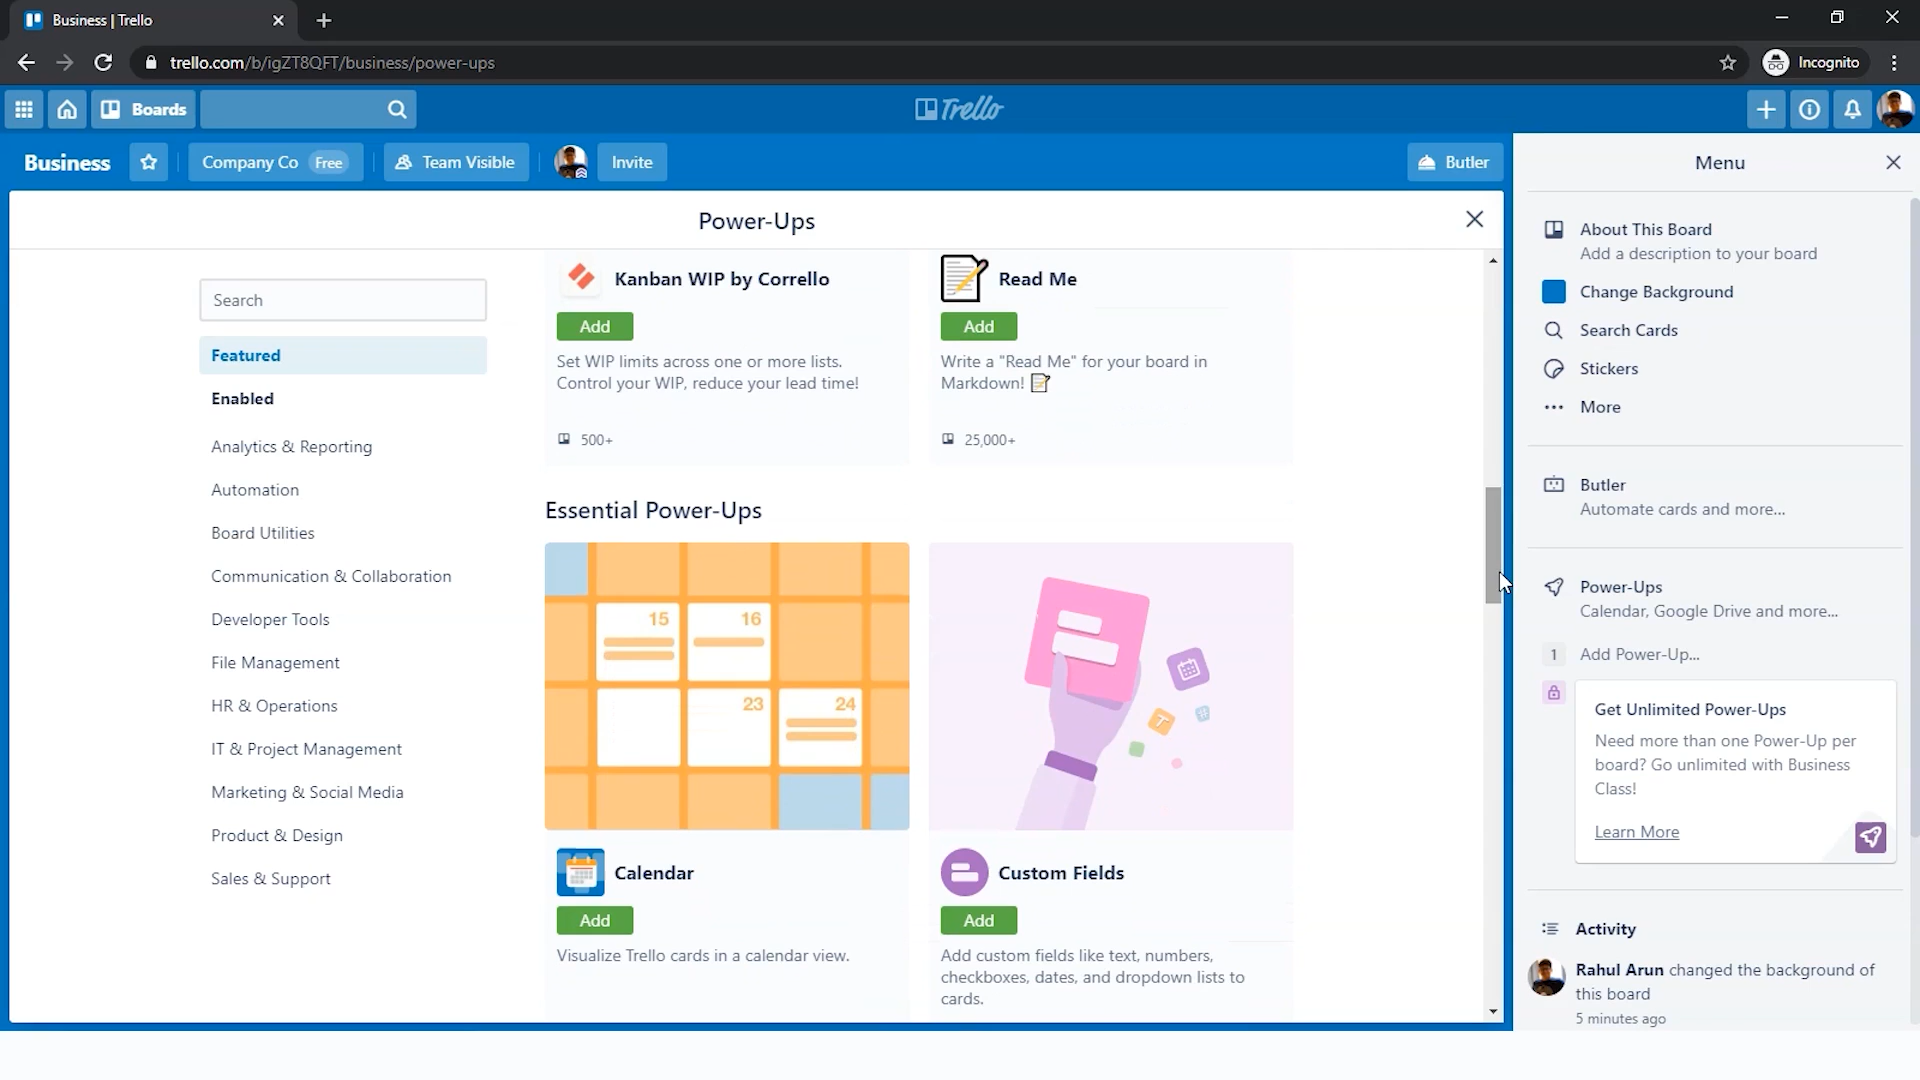 Business | Trello
trello.com/b/igZT8QFT/business/power-ups
Incognito
Boards
Trello
Business
Company Co Free
Team Visible
Invite
Butler
Power-Ups
Search
Featured
Enabled
Analytics & Reporting
Automation
Board Utilities
Communication & Collaboration
Developer Tools
File Management
HR & Operations
IT & Project Management
Marketing & Social Media
Product & Design
Sales & Support
Kanban WIP by Corrello
Add
Set WIP limits across one or more lists.
Control your WIP, reduce your lead time!
500+
Read Me
Add
Write a "Read Me" for your board in
Markdown! 📝
25,000+
Essential Power-Ups
15
16
23
24
T
Calendar
Add
Visualize Trello cards in a calendar view.
Custom Fields
Add
Add custom fields like text, numbers,
checkboxes, dates, and dropdown lists to
cards.
Menu
About This Board
Add a description to your board
Change Background
Search Cards
Stickers
More
Butler
Automate cards and more...
Power-Ups
Calendar, Google Drive and more...
1 Add Power-Up...
Get Unlimited Power-Ups
Need more than one Power-Up per
board? Go unlimited with Business
Class!
Learn More
Activity
Rahul Arun changed the background of
this board
5 minutes ago